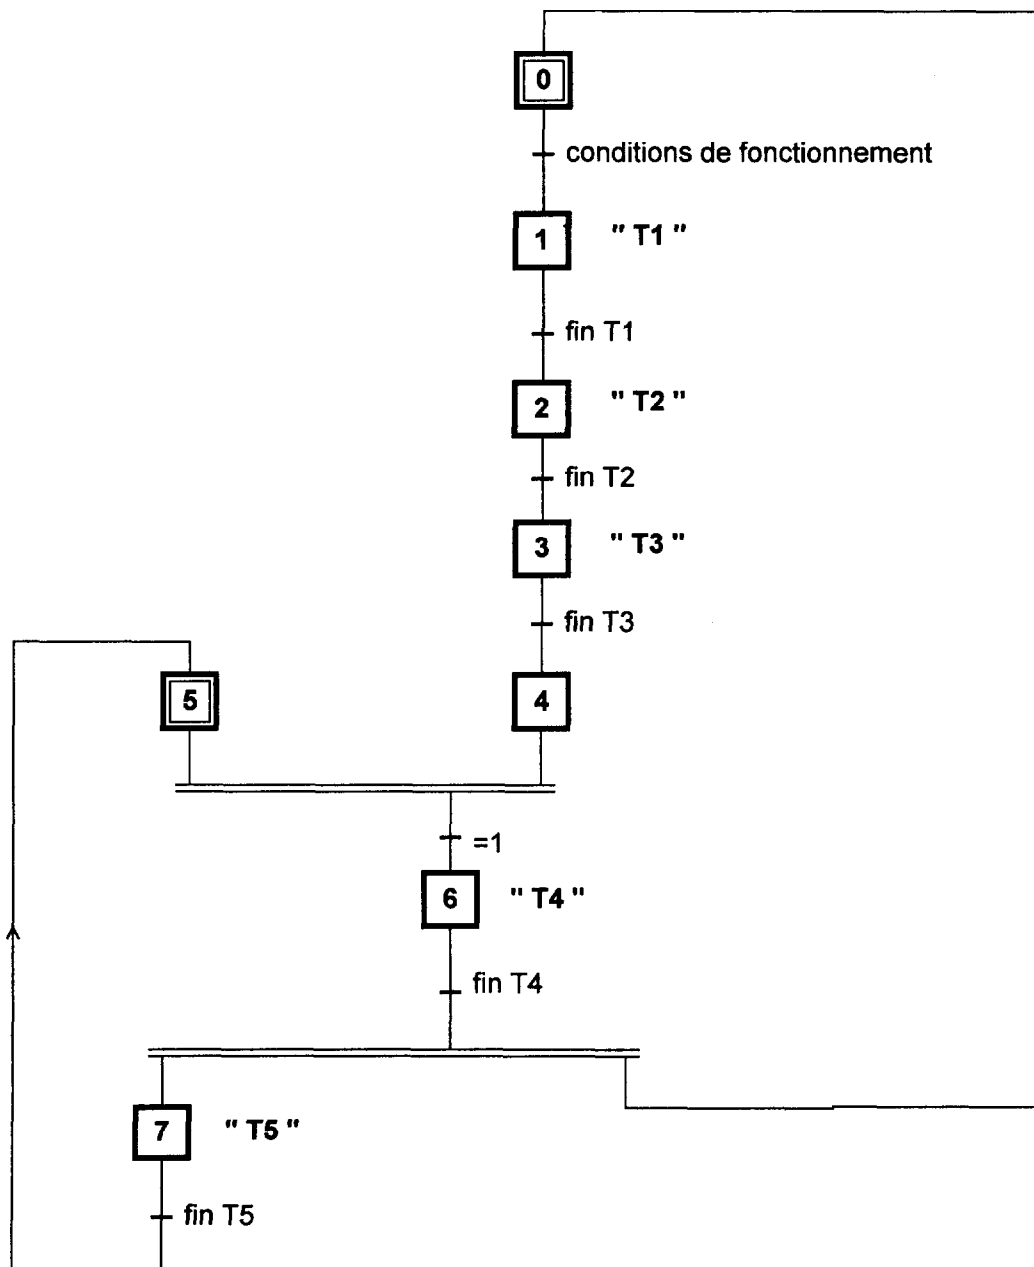 0
conditions de fonctionnement
1 " T1 "
fin T1
2 " T2 "
fin T2
3 " T3 "
fin T3
5 4
=1
6 " T4 "
fin T4
7 " T5 "
fin T5